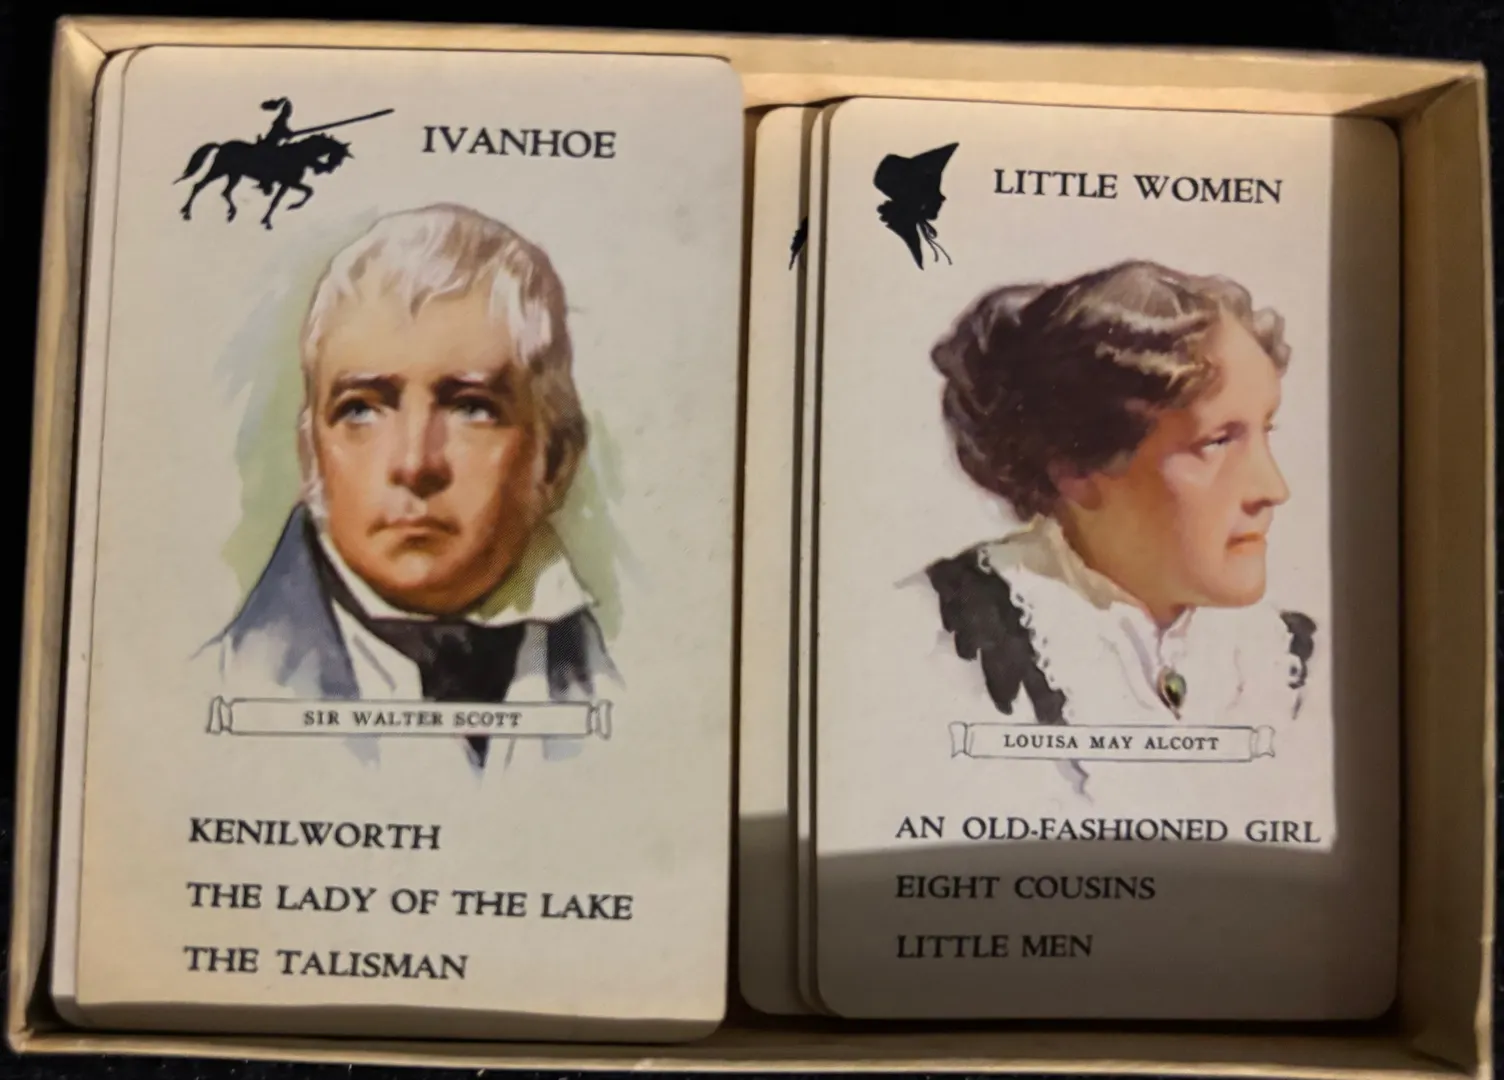 IVANHOE
SIR WALTER SCOTT
KENILWORTH
THE LADY OF THE LAKE
THE TALISMAN
LITTLE WOMEN
LOUISA MAY ALCOTT
AN OLD-FASHIONED GIRL
EIGHT COUSINS
LITTLE MEN